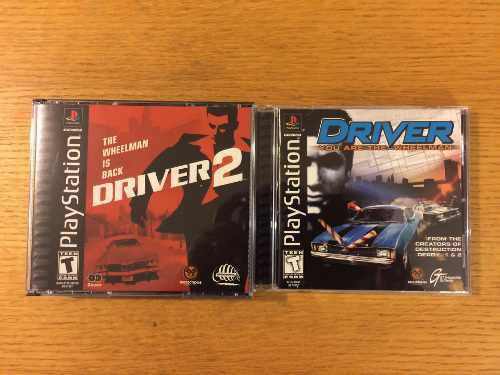 PlayStation
THE
WHEELMAN
IS
BACK
DRIVER 2
T
TEEN
PlayStation
DRIVER
YOU ARE THE WHEELMAN
FROM THE
CREATORS OF
DESTRUCTION
DERBY 1 & 2
T
TEEN
GT